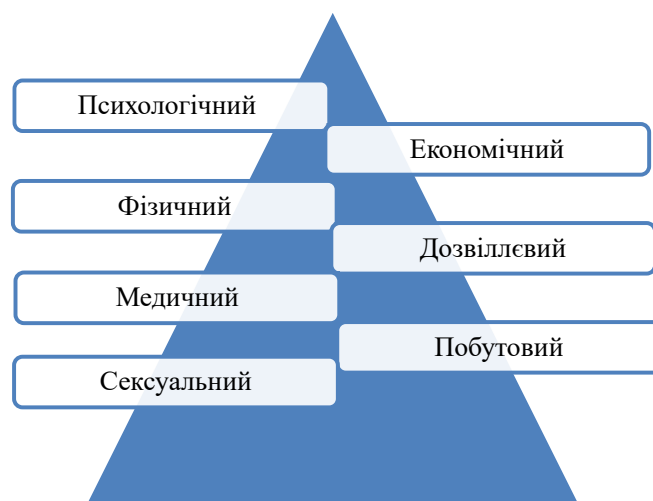 Психологічний
Економічний
Фізичний
Дозвіллєвий
Медичний
Побутовий
Сексуальний